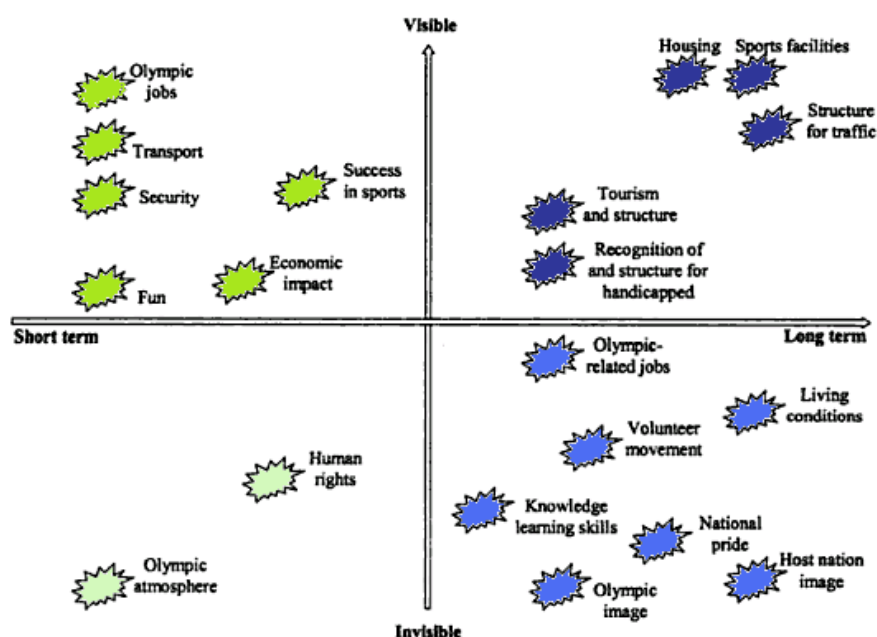 Visible
Housing
Sports facilities
Olympic
jobs
Structure
for traffic
Transport
Success
in sports
Security
Tourism
and structure
Recognition of
and structure for
handicapped
Economic
impact
Fun
Short term
Long term
Olympic-
related jobs
Living
conditions
Volunteer
movement
Human
rights
Knowledge
learning skills
National
pride
Olympic
atmosphere
Host nation
image
Olympic
image
Invisible